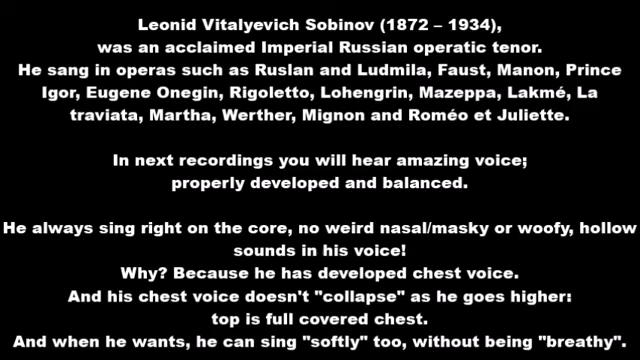 Leonid Vitalyevich Sobinov (1872 – 1934),
was an acclaimed Imperial Russian operatic tenor.
He sang in operas such as Ruslan and Ludmila, Faust, Manon, Prince
Igor, Eugene Onegin, Rigoletto, Lohengrin, Mazeppa, Lakmé, La
traviata, Martha, Werther, Mignon and Roméo et Juliette.
In next recordings you will hear amazing voice;
properly developed and balanced.
He always sing right on the core, no weird nasal/masky or woofy, hollow
sounds in his voice!
Why? Because he has developed chest voice.
And his chest voice doesn't "collapse" as he goes higher:
top is full covered chest.
And when he wants, he can sing "softly" too, without being "breathy".